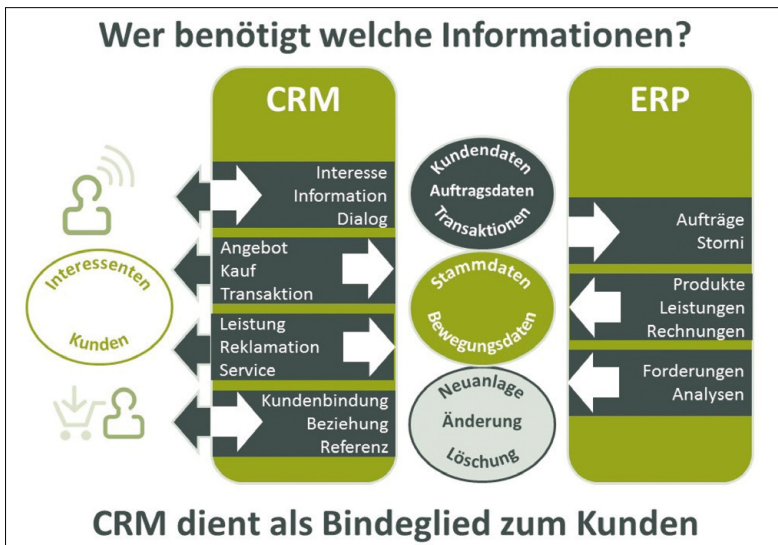 Wer benötigt welche Informationen?
CRM
ERP
Interessenten
Kunden
Interesse
Information
Dialog
Angebot
Kauf
Transaktion
Leistung
Reklamation
Service
Kundenbindung
Beziehung
Referenz
Kundendaten
Auftragsdaten
Transaktionen
Stammdaten
Bewegungsdaten
Neuanlage
Änderung
Löschung
Aufträge
Storni
Produkte
Leistungen
Rechnungen
Forderungen
Analysen
CRM dient als Bindeglied zum Kunden